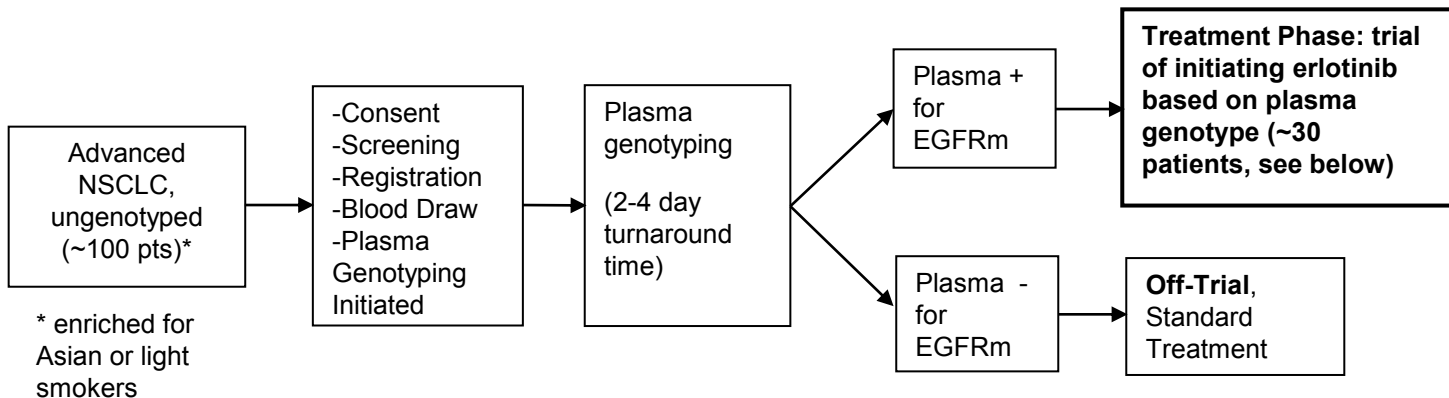 Advanced
NSCLC,
ungenotyped
(~100 pts)*
* enriched for
Asian or light
smokers
-Consent
-Screening
-Registration
-Blood Draw
-Plasma
Genotyping
Initiated
Plasma
genotyping
(2-4 day
turnaround
time)
Plasma +
for
EGFRm
Treatment Phase: trial
of initiating erlotinib
based on plasma
genotype (~30
patients, see below)
Plasma -
for
EGFRm
Off-Trial,
Standard
Treatment